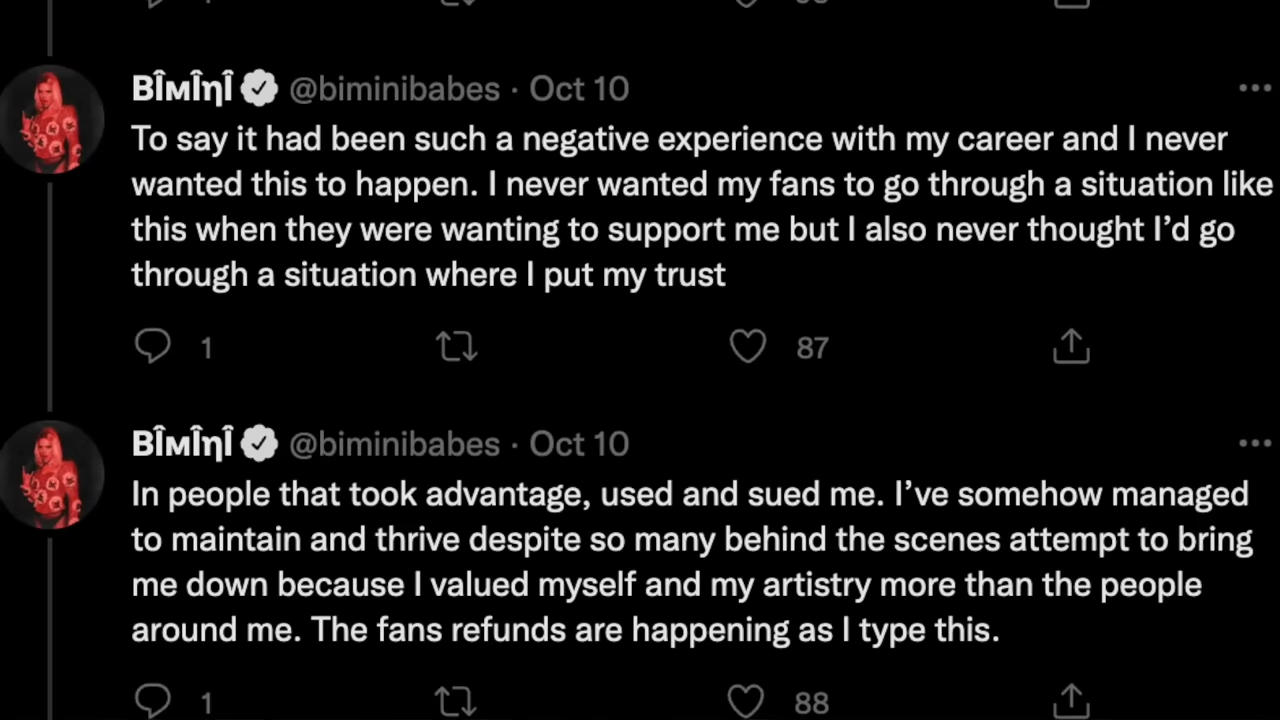 BÎмÎηÎ @biminibabes · Oct 10
To say it had been such a negative experience with my career and I never
wanted this to happen. I never wanted my fans to go through a situation like
this when they were wanting to support me but I also never thought I’d go
through a situation where I put my trust
1 87
BÎмÎηÎ @biminibabes · Oct 10
In people that took advantage, used and sued me. I’ve somehow managed
to maintain and thrive despite so many behind the scenes attempt to bring
me down because I valued myself and my artistry more than the people
around me. The fans refunds are happening as I type this.
1 88